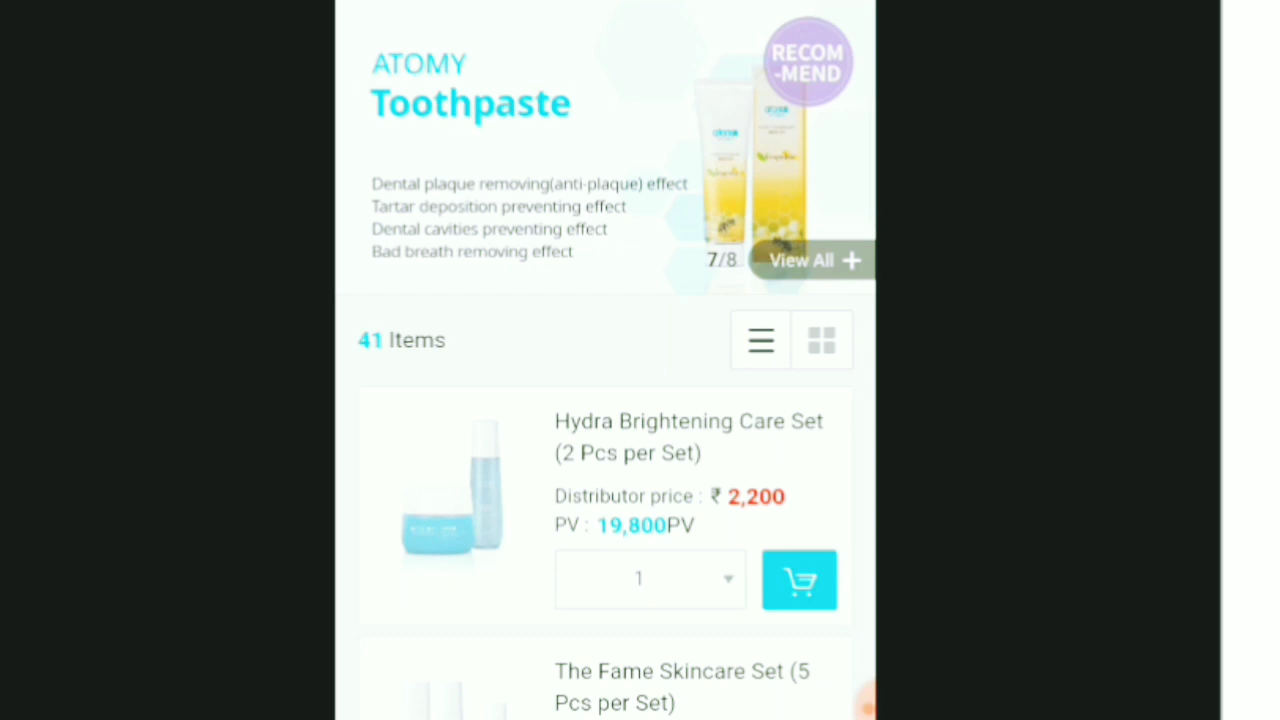 ATOMY
Toothpaste
RECOM
-MEND
Dental plaque removing(anti-plaque) effect
Tartar deposition preventing effect
Dental cavities preventing effect
Bad breath removing effect
7/8
View All +
41 Items
Hydra Brightening Care Set
(2 Pcs per Set)
Distributor price : ₹ 2,200
PV : 19,800PV
1
The Fame Skincare Set (5
Pcs per Set)